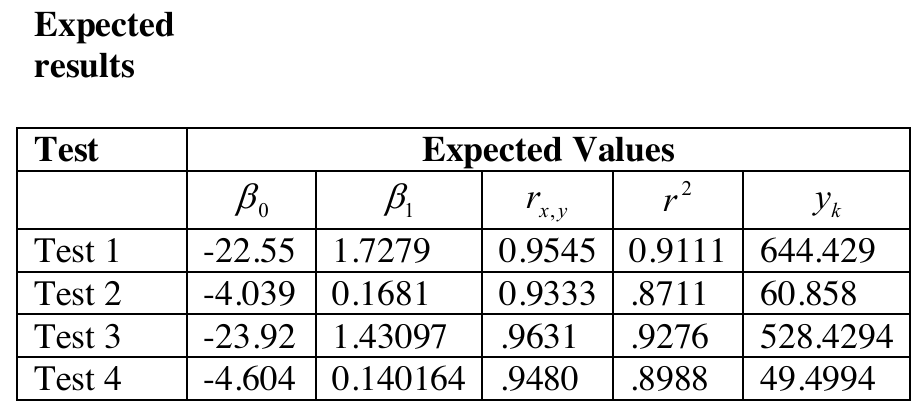 Expected
results
Test Expected Values
β₀ β₁ rₓ,ᵧ r² yₖ
Test 1 -22.55 1.7279 0.9545 0.9111 644.429
Test 2 -4.039 0.1681 0.9333 .8711 60.858
Test 3 -23.92 1.43097 .9631 .9276 528.4294
Test 4 -4.604 0.140164 .9480 .8988 49.4994